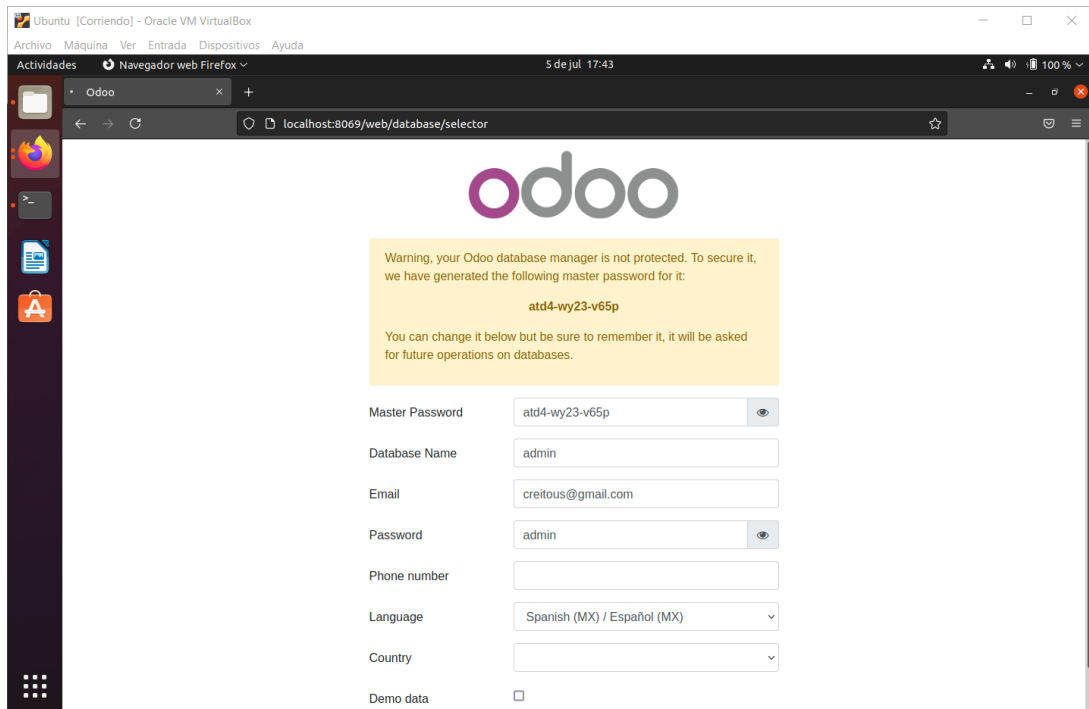 Ubuntu [Corriendo] - Oracle VM VirtualBox
Archivo Máquina Ver Entrada Dispositivos Ayuda
Actividades Navegador web Firefox 5 de jul 17:43 100 %
Odoo
localhost:8069/web/database/selector
odoo
Warning, your Odoo database manager is not protected. To secure it,
we have generated the following master password for it:
atd4-wy23-v65p
You can change it below but be sure to remember it, it will be asked
for future operations on databases.
Master Password atd4-wy23-v65p
Database Name admin
Email creitous@gmail.com
Password admin
Phone number
Language Spanish (MX) / Español (MX)
Country
Demo data